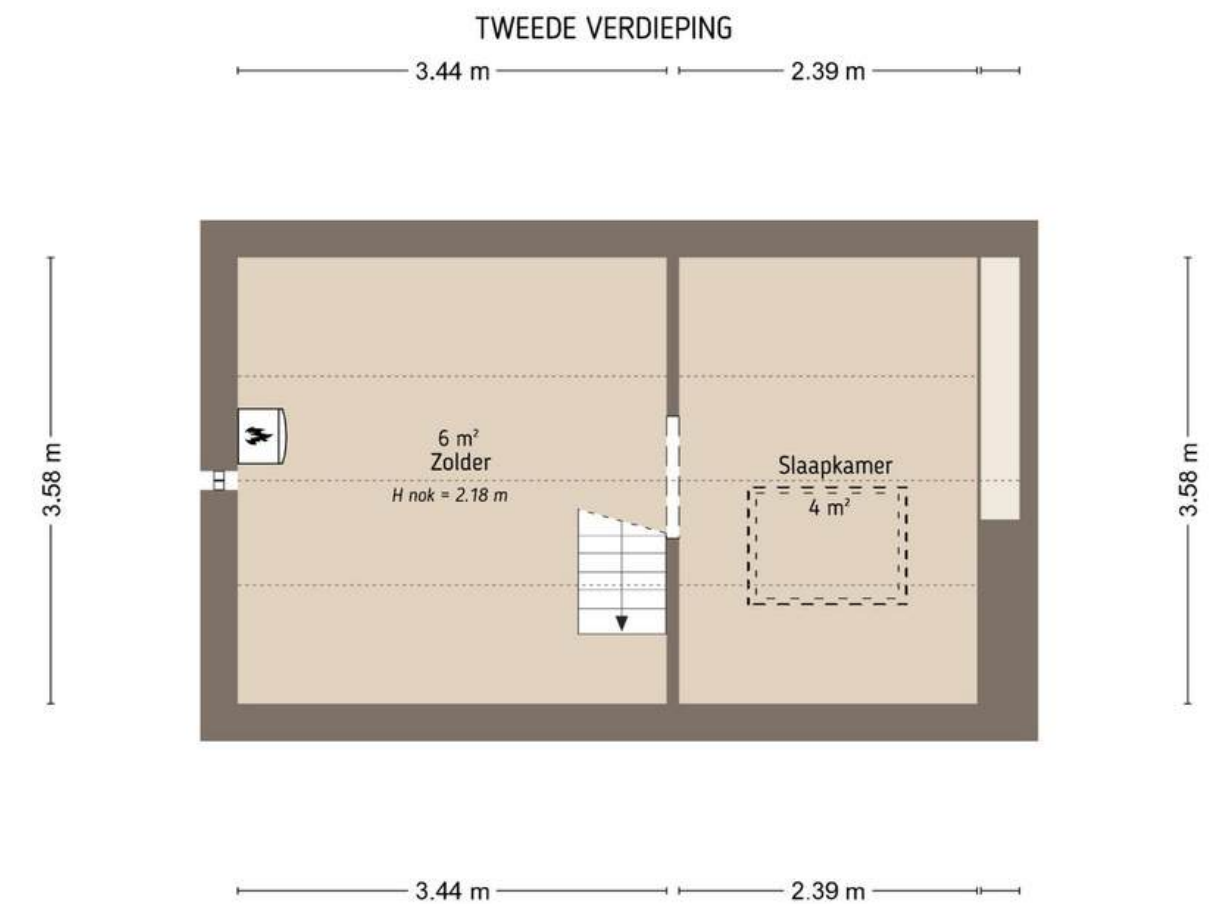 TWEEDE VERDIEPING
3.44 m
2.39 m
3.58 m
6 m²
Zolder
H nok = 2.18 m
Slaapkamer
4 m²
3.58 m
3.44 m
2.39 m